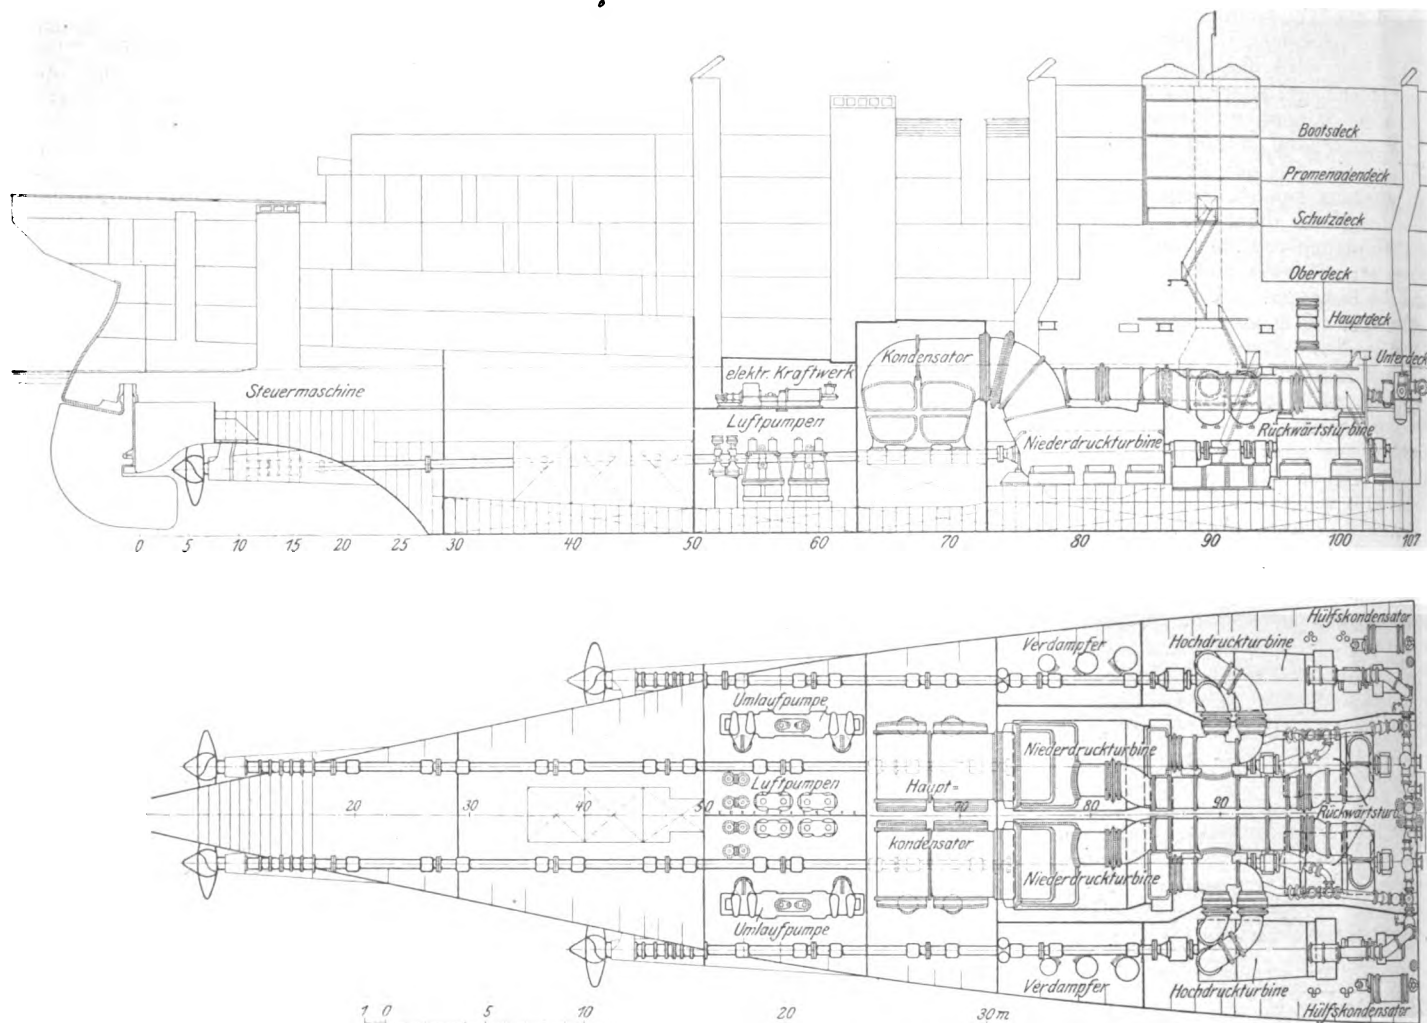 Bootsdeck
Promenadendeck
Schutzdeck
Oberdeck
Hauptdeck
Unterdeck
Kondensator
elektr. Kraftwerk
Steuermaschine
Luftpumpen
Niederdruckturbine
Rückwärtsturbine
0 5 10 15 20 25 30 40 50 60 70 80 90 100 107
Hülfskondensator
Verdampfer
Hochdruckturbine
Umlaufpumpe
Niederdruckturbine
Luftpumpen
Haupt=
20 30 40 50 70 80 90
Rückwärtsturb.
kondensator
Niederdruckturbine
Umlaufpumpe
Verdampfer
Hochdruckturbine
Hülfskondensator
1 0 5 10 20 30 m